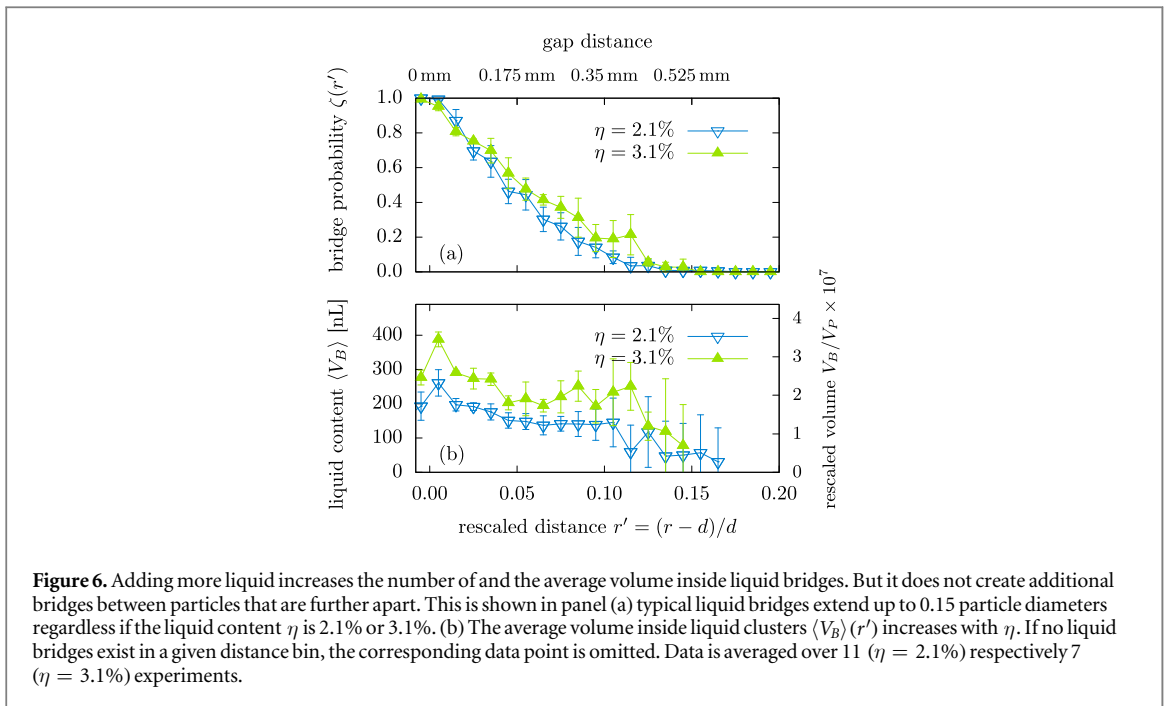 gap distance
0 mm 0.175 mm 0.35 mm 0.525 mm
bridge probability ζ(r′)
1.0
0.8
0.6
0.4
0.2
0.0
η = 2.1%
η = 3.1%
(a)
liquid content ⟨V_B⟩ [nL]
400
300
200
100
0
η = 2.1%
η = 3.1%
(b)
4
3
2
1
0
rescaled volume V_B/V_P × 10⁷
0.00 0.05 0.10 0.15 0.20
rescaled distance r′ = (r − d)/d
Figure 6. Adding more liquid increases the number of and the average volume inside liquid bridges. But it does not create additional
bridges between particles that are further apart. This is shown in panel (a) typical liquid bridges extend up to 0.15 particle diameters
regardless if the liquid content η is 2.1% or 3.1%. (b) The average volume inside liquid clusters ⟨V_B⟩(r′) increases with η. If no liquid
bridges exist in a given distance bin, the corresponding data point is omitted. Data is averaged over 11 (η = 2.1%) respectively 7
(η = 3.1%) experiments.